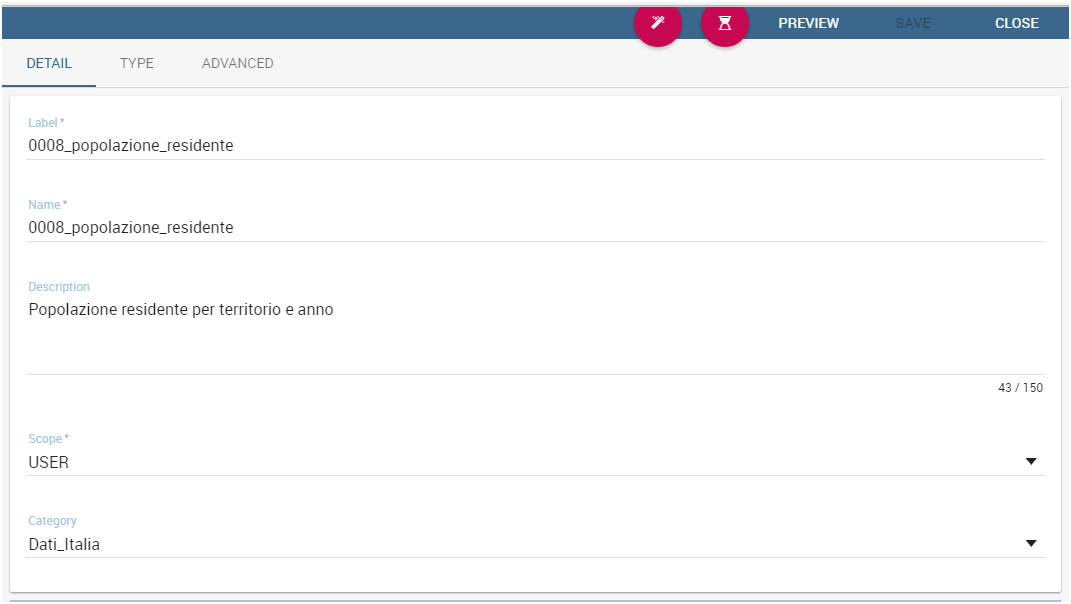 PREVIEW SAVE CLOSE
DETAIL TYPE ADVANCED
Label *
0008_popolazione_residente
Name *
0008_popolazione_residente
Description
Popolazione residente per territorio e anno
43 / 150
Scope *
USER
Category
Dati_Italia